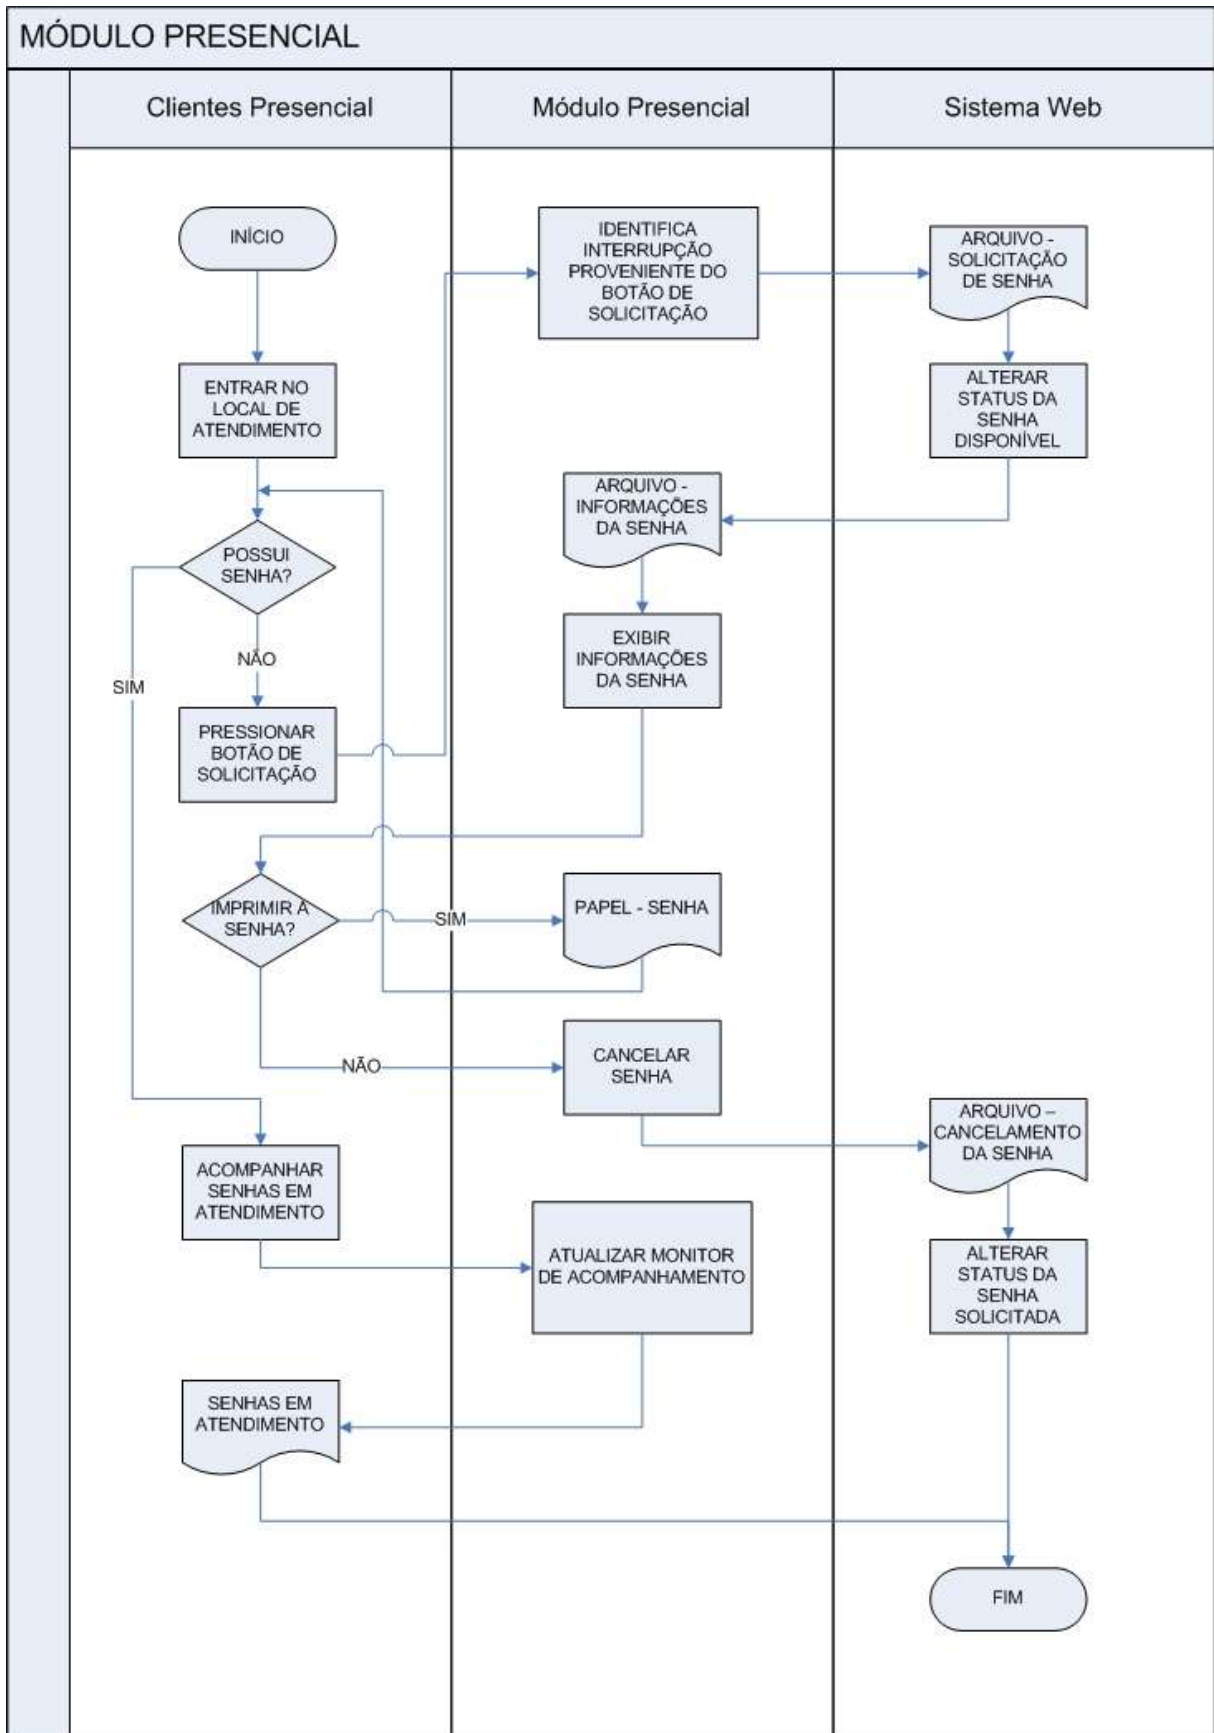 MÓDULO PRESENCIAL
Clientes Presencial
Módulo Presencial
Sistema Web
INÍCIO
IDENTIFICA
INTERRUPÇÃO
PROVENIENTE DO
BOTÃO DE
SOLICITAÇÃO
ARQUIVO -
SOLICITAÇÃO
DE SENHA
ENTRAR NO
LOCAL DE
ATENDIMENTO
ALTERAR
STATUS DA
SENHA
DISPONÍVEL
ARQUIVO -
INFORMAÇÕES
DA SENHA
POSSUI
SENHA?
NÃO
SIM
EXIBIR
INFORMAÇÕES
DA SENHA
PRESSIONAR
BOTÃO DE
SOLICITAÇÃO
IMPRIMIR A
SENHA?
SIM
PAPEL - SENHA
NÃO
CANCELAR
SENHA
ARQUIVO –
CANCELAMENTO
DA SENHA
ACOMPANHAR
SENHAS EM
ATENDIMENTO
ATUALIZAR MONITOR
DE ACOMPANHAMENTO
ALTERAR
STATUS DA
SENHA
SOLICITADA
SENHAS EM
ATENDIMENTO
FIM